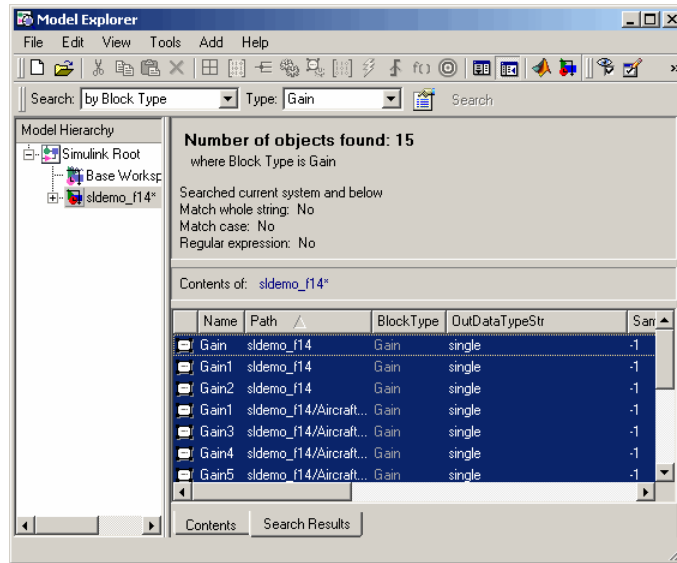 Model Explorer
File Edit View Tools Add Help
Search: by Block Type Type: Gain Search
Model Hierarchy
Simulink Root
Base Worksp
sldemo_f14*
Number of objects found: 15
where Block Type is Gain
Searched current system and below
Match whole string: No
Match case: No
Regular expression: No
Contents of: sldemo_f14*
Name Path BlockType OutDataTypeStr Sam
Gain sldemo_f14 Gain single -1
Gain1 sldemo_f14 Gain single -1
Gain2 sldemo_f14 Gain single -1
Gain1 sldemo_f14/Aircraft... Gain single -1
Gain3 sldemo_f14/Aircraft... Gain single -1
Gain4 sldemo_f14/Aircraft... Gain single -1
Gain5 sldemo_f14/Aircraft... Gain single -1
Contents Search Results